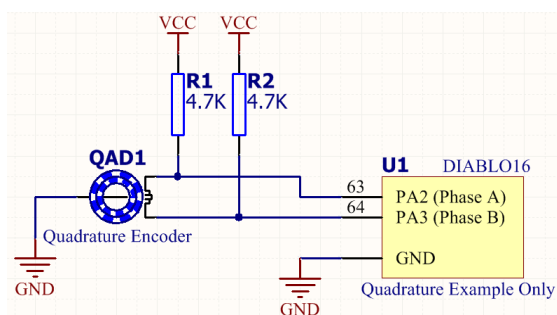 VCC VCC
R1 R2
4.7K 4.7K
QAD1
U1 DIABLO16
63 PA2 (Phase A)
64 PA3 (Phase B)
Quadrature Encoder
GND
GND
GND
Quadrature Example Only